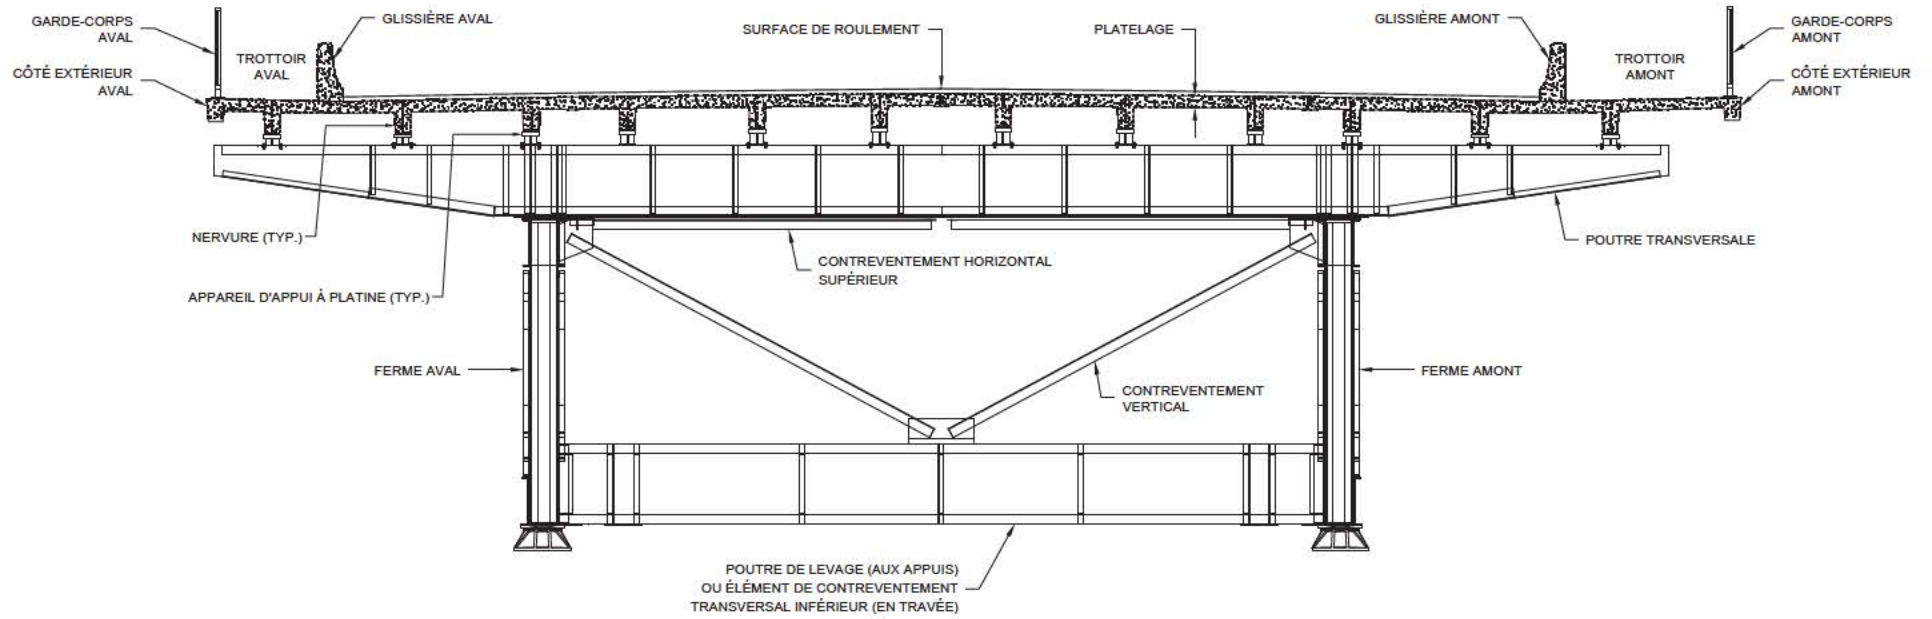 GARDE-CORPS
AVAL
GLISSIÈRE AVAL
SURFACE DE ROULEMENT
PLATELAGE
GLISSIÈRE AMONT
GARDE-CORPS
AMONT
TROTTOIR
AVAL
TROTTOIR
AMONT
CÔTÉ EXTÉRIEUR
AVAL
CÔTÉ EXTÉRIEUR
AMONT
NERVURE (TYP.)
POUTRE TRANSVERSALE
CONTREVENTEMENT HORIZONTAL
SUPÉRIEUR
APPAREIL D'APPUI À PLATINE (TYP.)
FERME AVAL
FERME AMONT
CONTREVENTEMENT
VERTICAL
POUTRE DE LEVAGE (AUX APPUIS)
OU ÉLÉMENT DE CONTREVENTEMENT
TRANSVERSAL INFÉRIEUR (EN TRAVÉE)